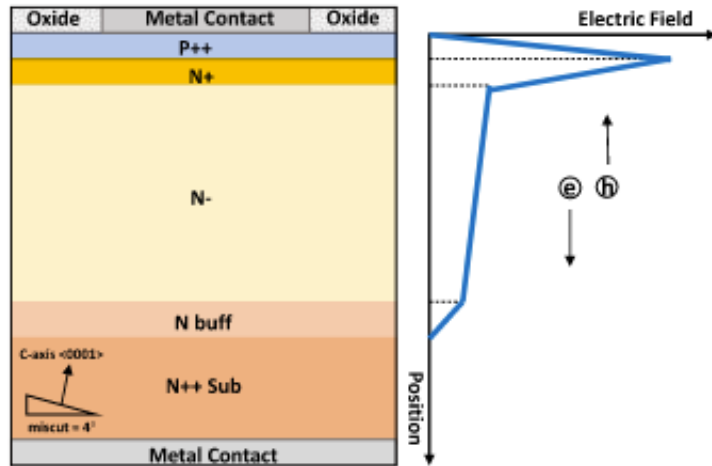 Oxide
Metal Contact
Oxide
Electric Field
P++
N+
N-
e
h
N buff
C-axis <0001>
N++ Sub
miscut = 4°
Position
Metal Contact